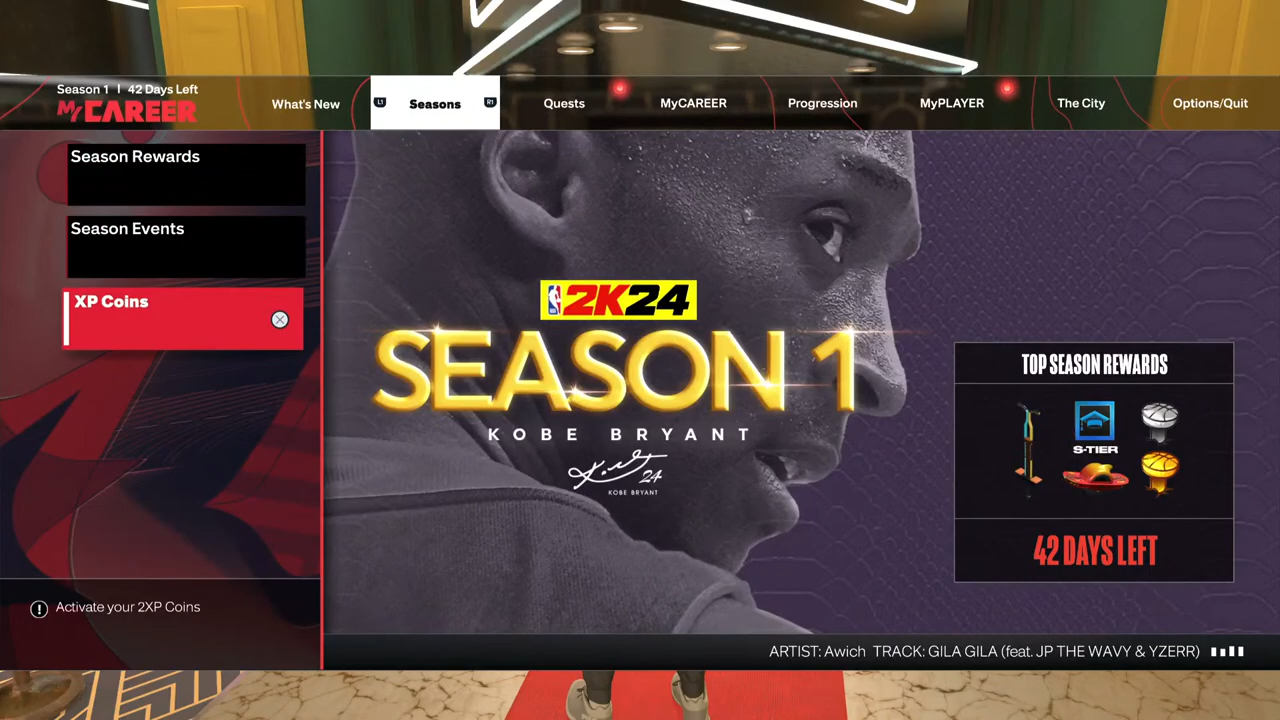 Season 1 | 42 Days Left
MyCAREER
What's New
L1
Seasons
R1
Quests
MyCAREER
Progression
MyPLAYER
The City
Options/Quit
Season Rewards
Season Events
XP Coins
NBA 2K24
SEASON 1
KOBE BRYANT
24
KOBE BRYANT
TOP SEASON REWARDS
S-TIER
42 DAYS LEFT
! Activate your 2XP Coins
ARTIST: Awich TRACK: GILA GILA (feat. JP THE WAVY & YZERR)